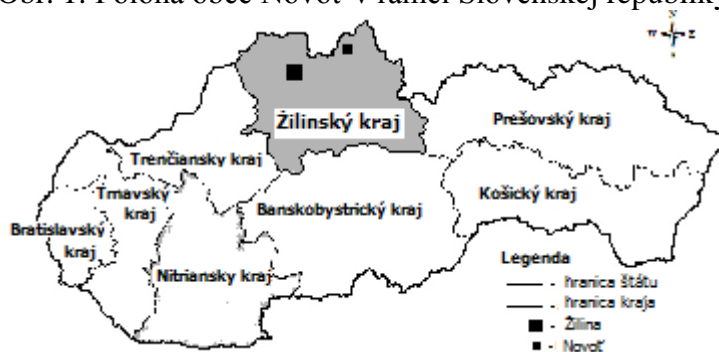 Obr. 1: Poloha obce Novoť v rámci Slovenskej republiky
N
W
Z
S
Žilinský kraj
Prešovský kraj
Trenčiansky kraj
Trnavský
kraj
Banskobystrický kraj
Košický kraj
Bratislavský
kraj
Nitriansky kraj
Legenda
- hranica štátu
- hranica kraja
- Žilina
- Novoť